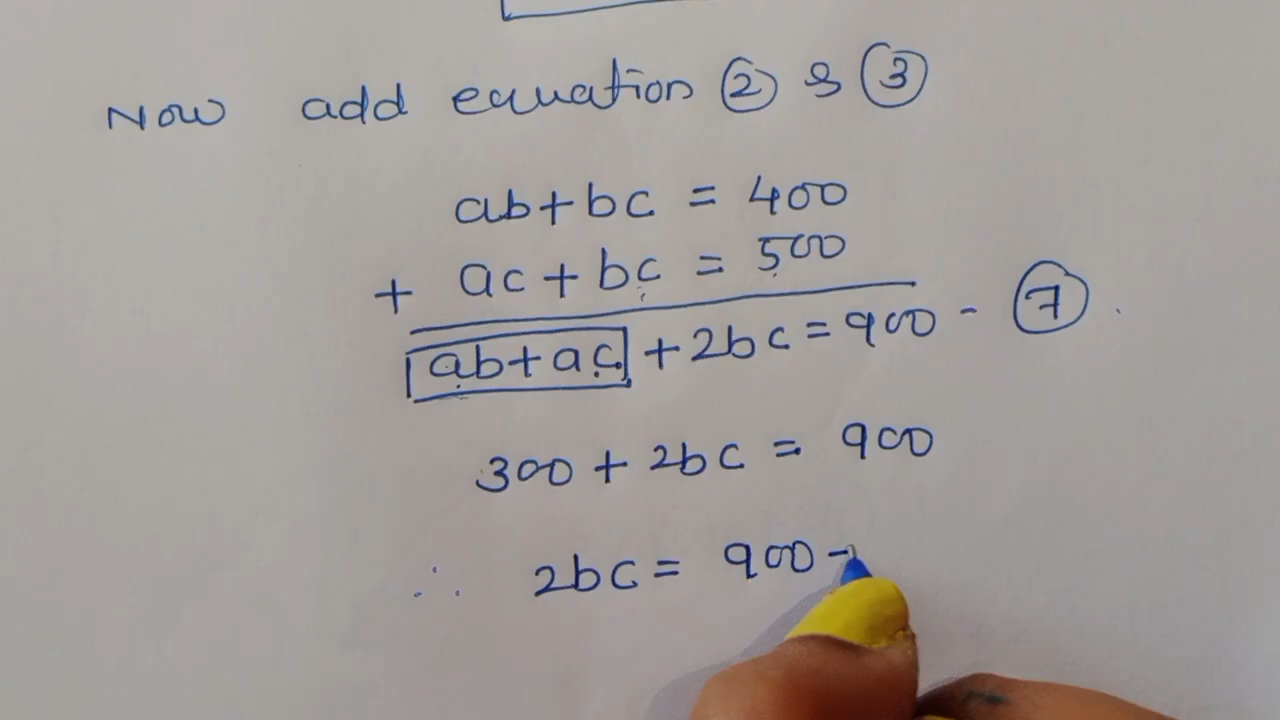 Now add equation ② & ③
ab+bc = 400
+ ac + bc = 500
ab+ac + 2bc = 900 - ⑦
300 + 2bc = 900
∴ 2bc = 900 -